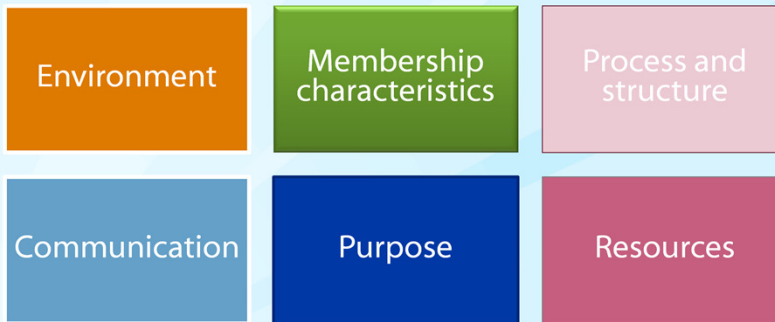 Environment
Membership
characteristics
Process and
structure
Communication
Purpose
Resources